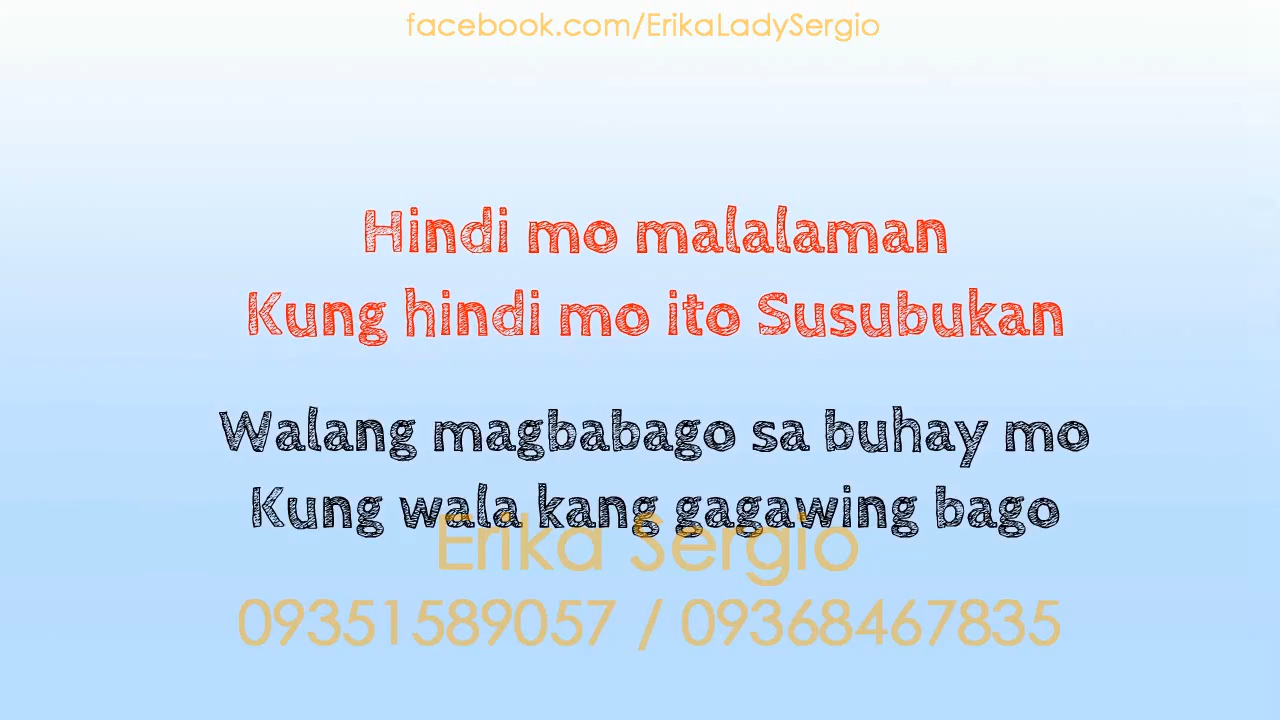 facebook.com/ErikaLadySergio
Hindi mo malalaman
Kung hindi mo ito Susubukan
Walang magbabago sa buhay mo
Kung wala kang gagawing bago
Erika Sergio
09351589057 / 09368467835